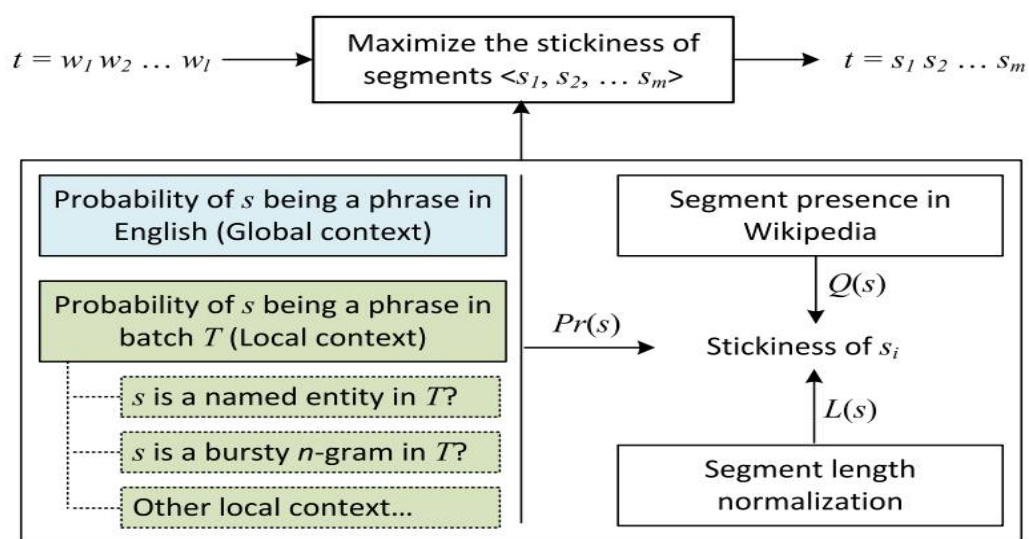 t = w1 w2 … wl
Maximize the stickiness of
segments <s1, s2, … sm>
t = s1 s2 … sm
Probability of s being a phrase in
English (Global context)
Probability of s being a phrase in
batch T (Local context)
s is a named entity in T?
s is a bursty n-gram in T?
Other local context...
Pr(s)
Segment presence in
Wikipedia
Q(s)
Stickiness of si
L(s)
Segment length
normalization